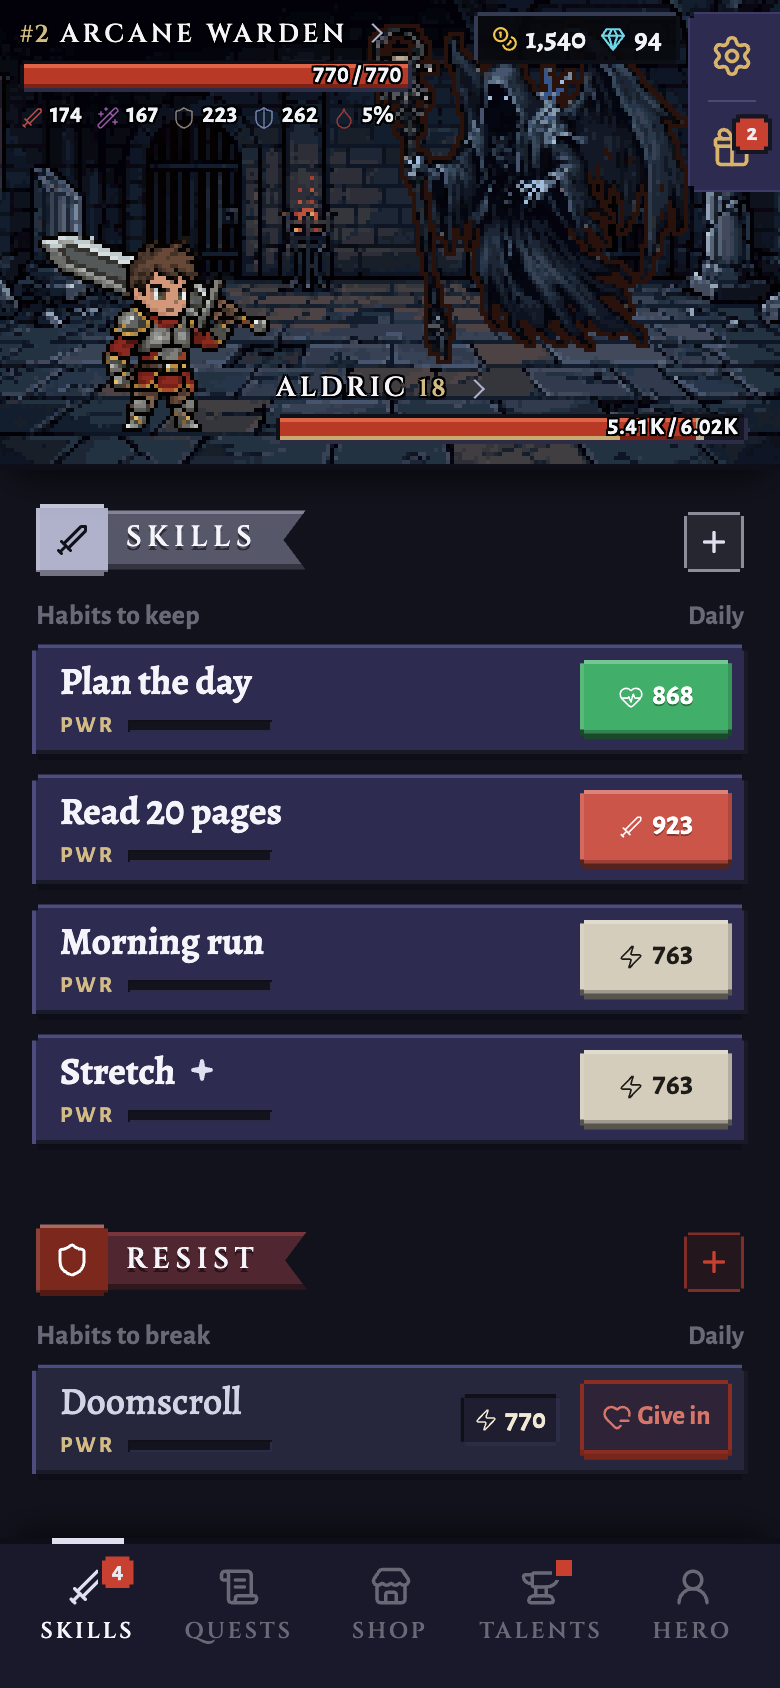 #2 ARCANE WARDEN
1,540 94
770/770
2
174 167 223 262 5%
ALDRIC 18
5.41K/6.02K
SKILLS
Habits to keep Daily
Plan the day
PWR
868
Read 20 pages
PWR
923
Morning run
PWR
763
Stretch
PWR
763
RESIST
Habits to break Daily
Doomscroll
PWR
770 Give in
4
SKILLS QUESTS SHOP TALENTS HERO